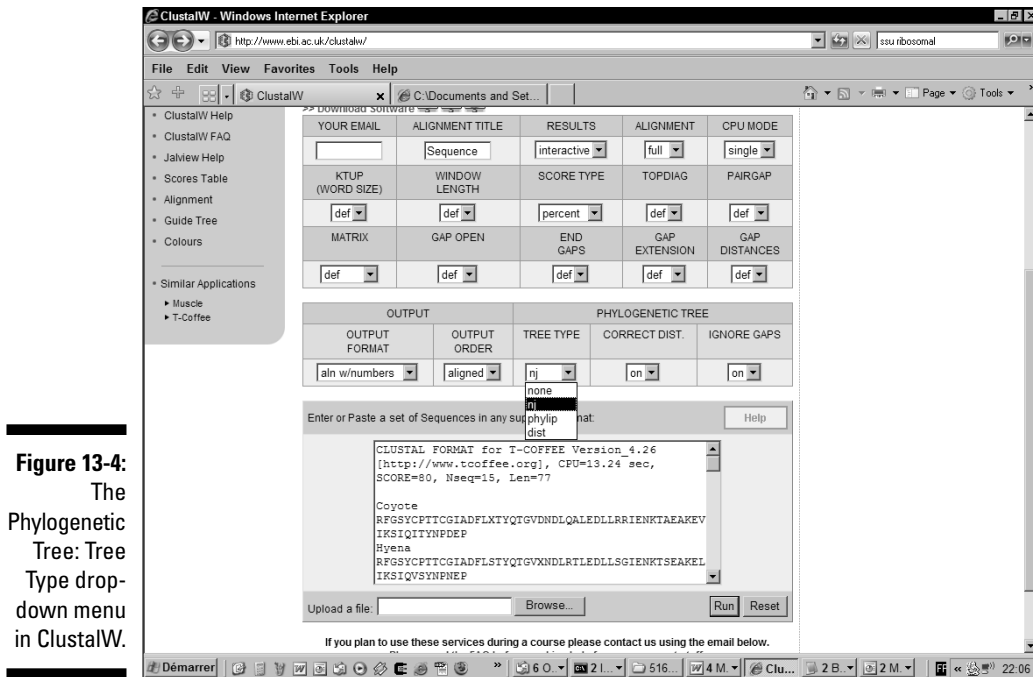 ClustalW - Windows Internet Explorer
http://www.ebi.ac.uk/clustalw/
ssu ribosomal
File Edit View Favorites Tools Help
ClustalW
C:\Documents and Set...
Page
Tools
>> Download Software
ClustalW Help
ClustalW FAQ
Jalview Help
Scores Table
Alignment
Guide Tree
Colours
Similar Applications
Muscle
T-Coffee
YOUR EMAIL ALIGNMENT TITLE RESULTS ALIGNMENT CPU MODE
Sequence interactive full single
KTUP WINDOW SCORE TYPE TOPDIAG PAIRGAP
(WORD SIZE) LENGTH
def def percent def def
MATRIX GAP OPEN END GAP GAP
GAPS EXTENSION DISTANCES
def def def def def
OUTPUT PHYLOGENETIC TREE
OUTPUT OUTPUT TREE TYPE CORRECT DIST. IGNORE GAPS
FORMAT ORDER
aln w/numbers aligned nj on on
none
nj
phylip
dist
Enter or Paste a set of Sequences in any sup
mat:
Help
CLUSTAL FORMAT for T-COFFEE Version_4.26
[http://www.tcoffee.org], CPU=13.24 sec,
SCORE=80, Nseq=15, Len=77
Coyote
RFGSYCPTTCGIADFLXTYQTGVDNDLQALEDLLRRIENKTAEAKEV
IKSIQITYNPDEP
Hyena
RFGSYCPTTCGIADFLSTYQTGVXNDLRTLEDLLSGIENKTSEAKEL
IKSIQVSYNPNEP
Upload a file: Browse... Run Reset
If you plan to use these services during a course please contact us using the email below.
Démarrer
6 O.
2 I...
516...
4 M.
Clu...
2 B..
2 M.
22:06
Figure 13-4:
The
Phylogenetic
Tree: Tree
Type drop-
down menu
in ClustalW.